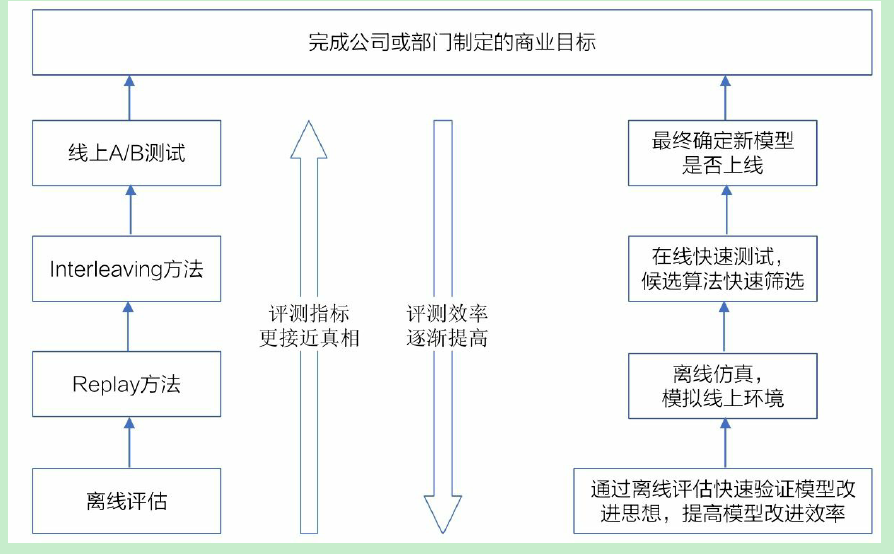 完成公司或部门制定的商业目标
线上A/B测试
最终确定新模型
是否上线
Interleaving方法
在线快速测试，
候选算法快速筛选
评测指标
更接近真相
评测效率
逐渐提高
Replay方法
离线仿真，
模拟线上环境
离线评估
通过离线评估快速验证模型改
进思想，提高模型改进效率